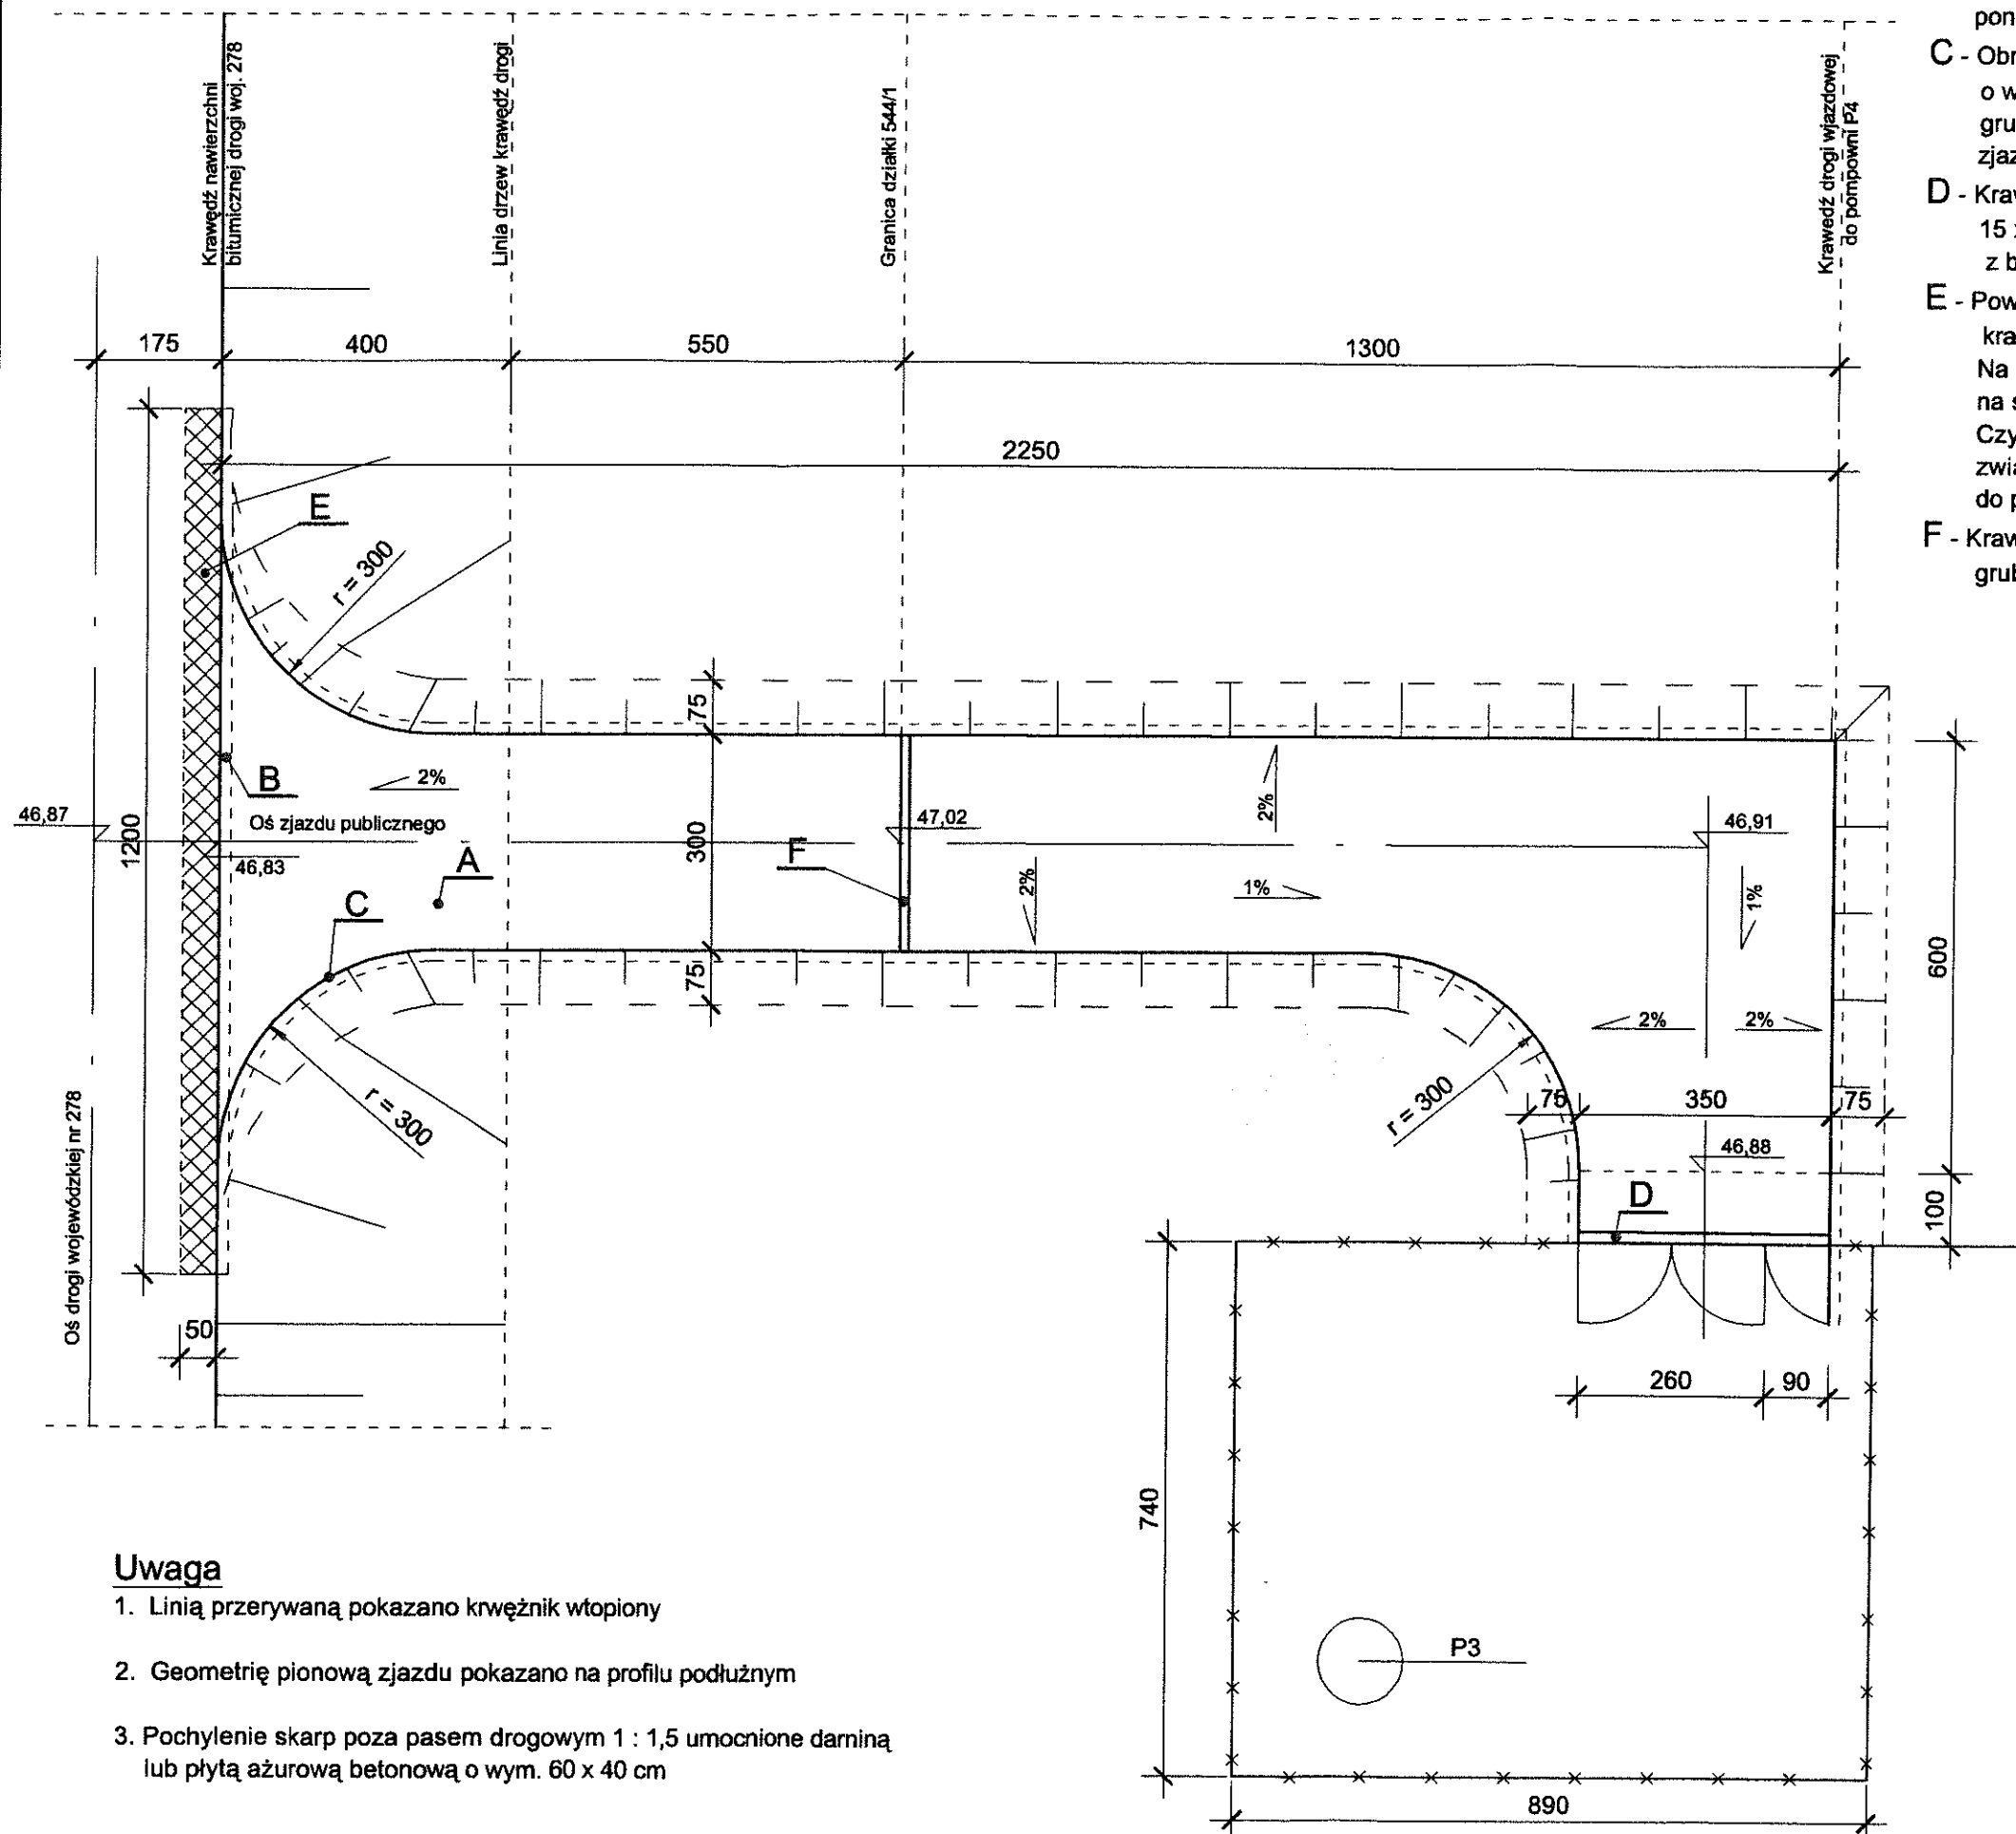 Krawędź nawierzchni
bitumicznej drogi woj. 278
Linia drzew krawędź drogi
Granica działki 544/1
Krawedź drogi wjazdowej
do pompowni P4
175
400
550
1300
2250
1200
E
r = 300
75
B
2%
46,87
Oś zjazdu publicznego
46,83
A
C
300
F
47,02
2%
2%
1%
46,91
1%
600
75
2%
2%
r = 300
r = 300
75
350
75
46,88
D
100
Oś drogi wojewódzkiej nr 278
50
260
90
740
P3
890
Uwaga
1. Linią przerywaną pokazano krwężnik wtopiony
2. Geometrię pionową zjazdu pokazano na profilu podłużnym
3. Pochylenie skarp poza pasem drogowym 1 : 1,5 umocnione darniną
lub płytą ażurową betonową o wym. 60 x 40 cm
pon
C - Obr
o w
gru
zjaz
D - Kraw
15
z b
E - Pow
kra
Na
na s
Czy
zwią
do p
F - Kraw
grub